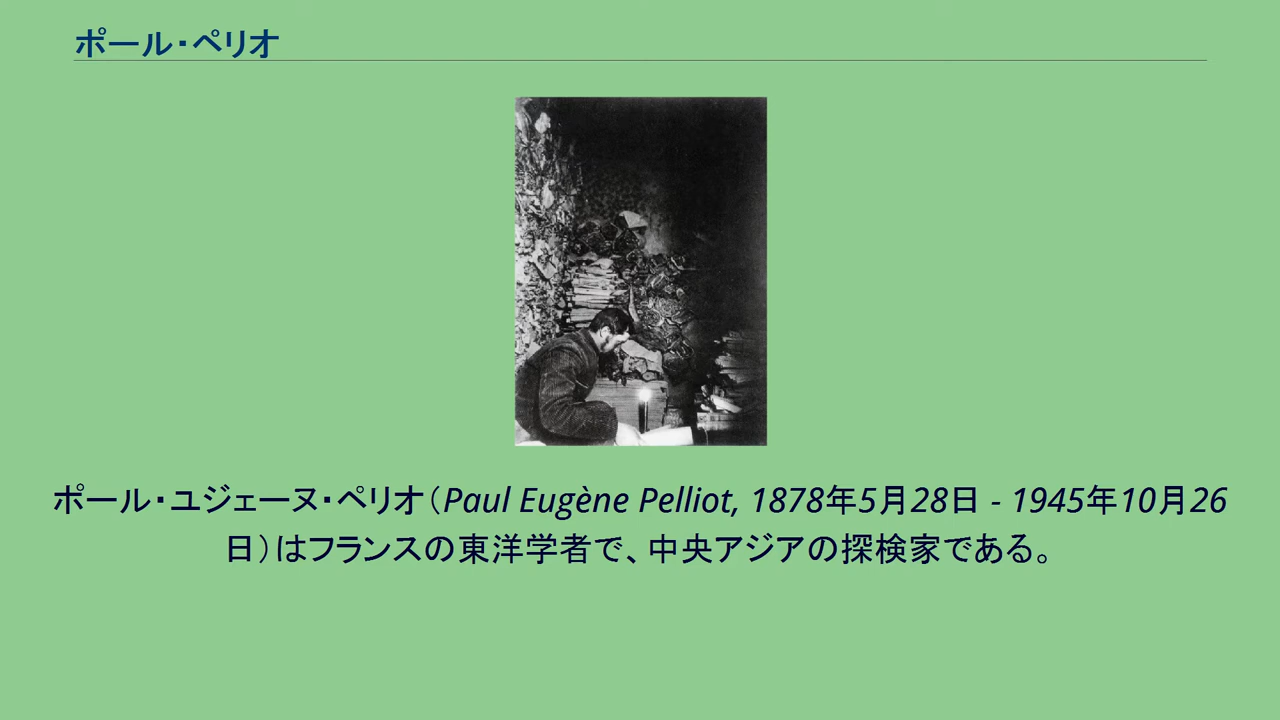 ポール・ペリオ
ポール・ユジェーヌ・ペリオ（Paul Eugène Pelliot, 1878年5月28日 - 1945年10月26
日）はフランスの東洋学者で、中央アジアの探検家である。